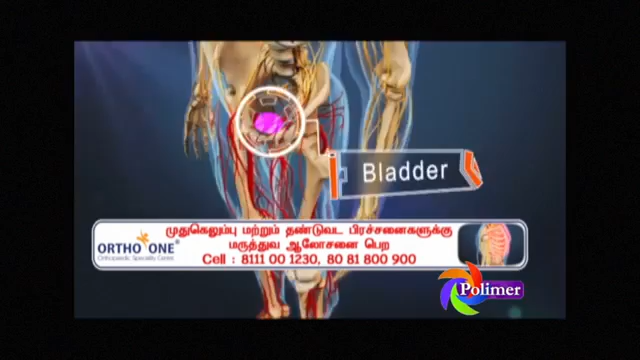 Bladder
முதுகெலும்பு மற்றும் தண்டுவட பிரச்சனைகளுக்கு
மருத்துவ ஆலோசனை பெற
Cell : 8111 00 1230, 80 81 800 900
ORTHO ONE®
Orthopaedic Speciality Centre
Polimer